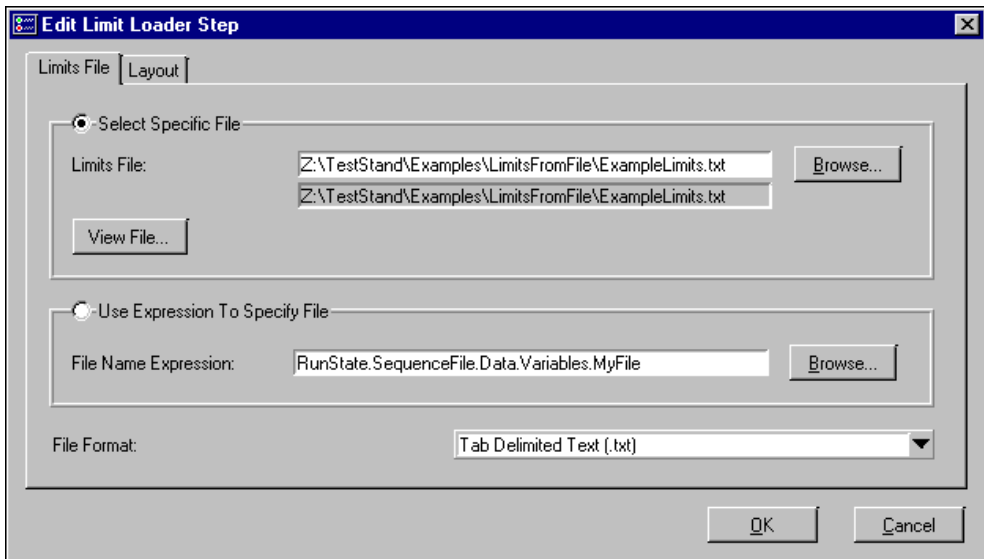 Edit Limit Loader Step
Limits File
Layout
Select Specific File
Limits File:
Z:\TestStand\Examples\LimitsFromFile\ExampleLimits.txt
Browse...
Z:\TestStand\Examples\LimitsFromFile\ExampleLimits.txt
View File...
Use Expression To Specify File
File Name Expression:
RunState.SequenceFile.Data.Variables.MyFile
Browse...
File Format:
Tab Delimited Text (.txt)
OK
Cancel